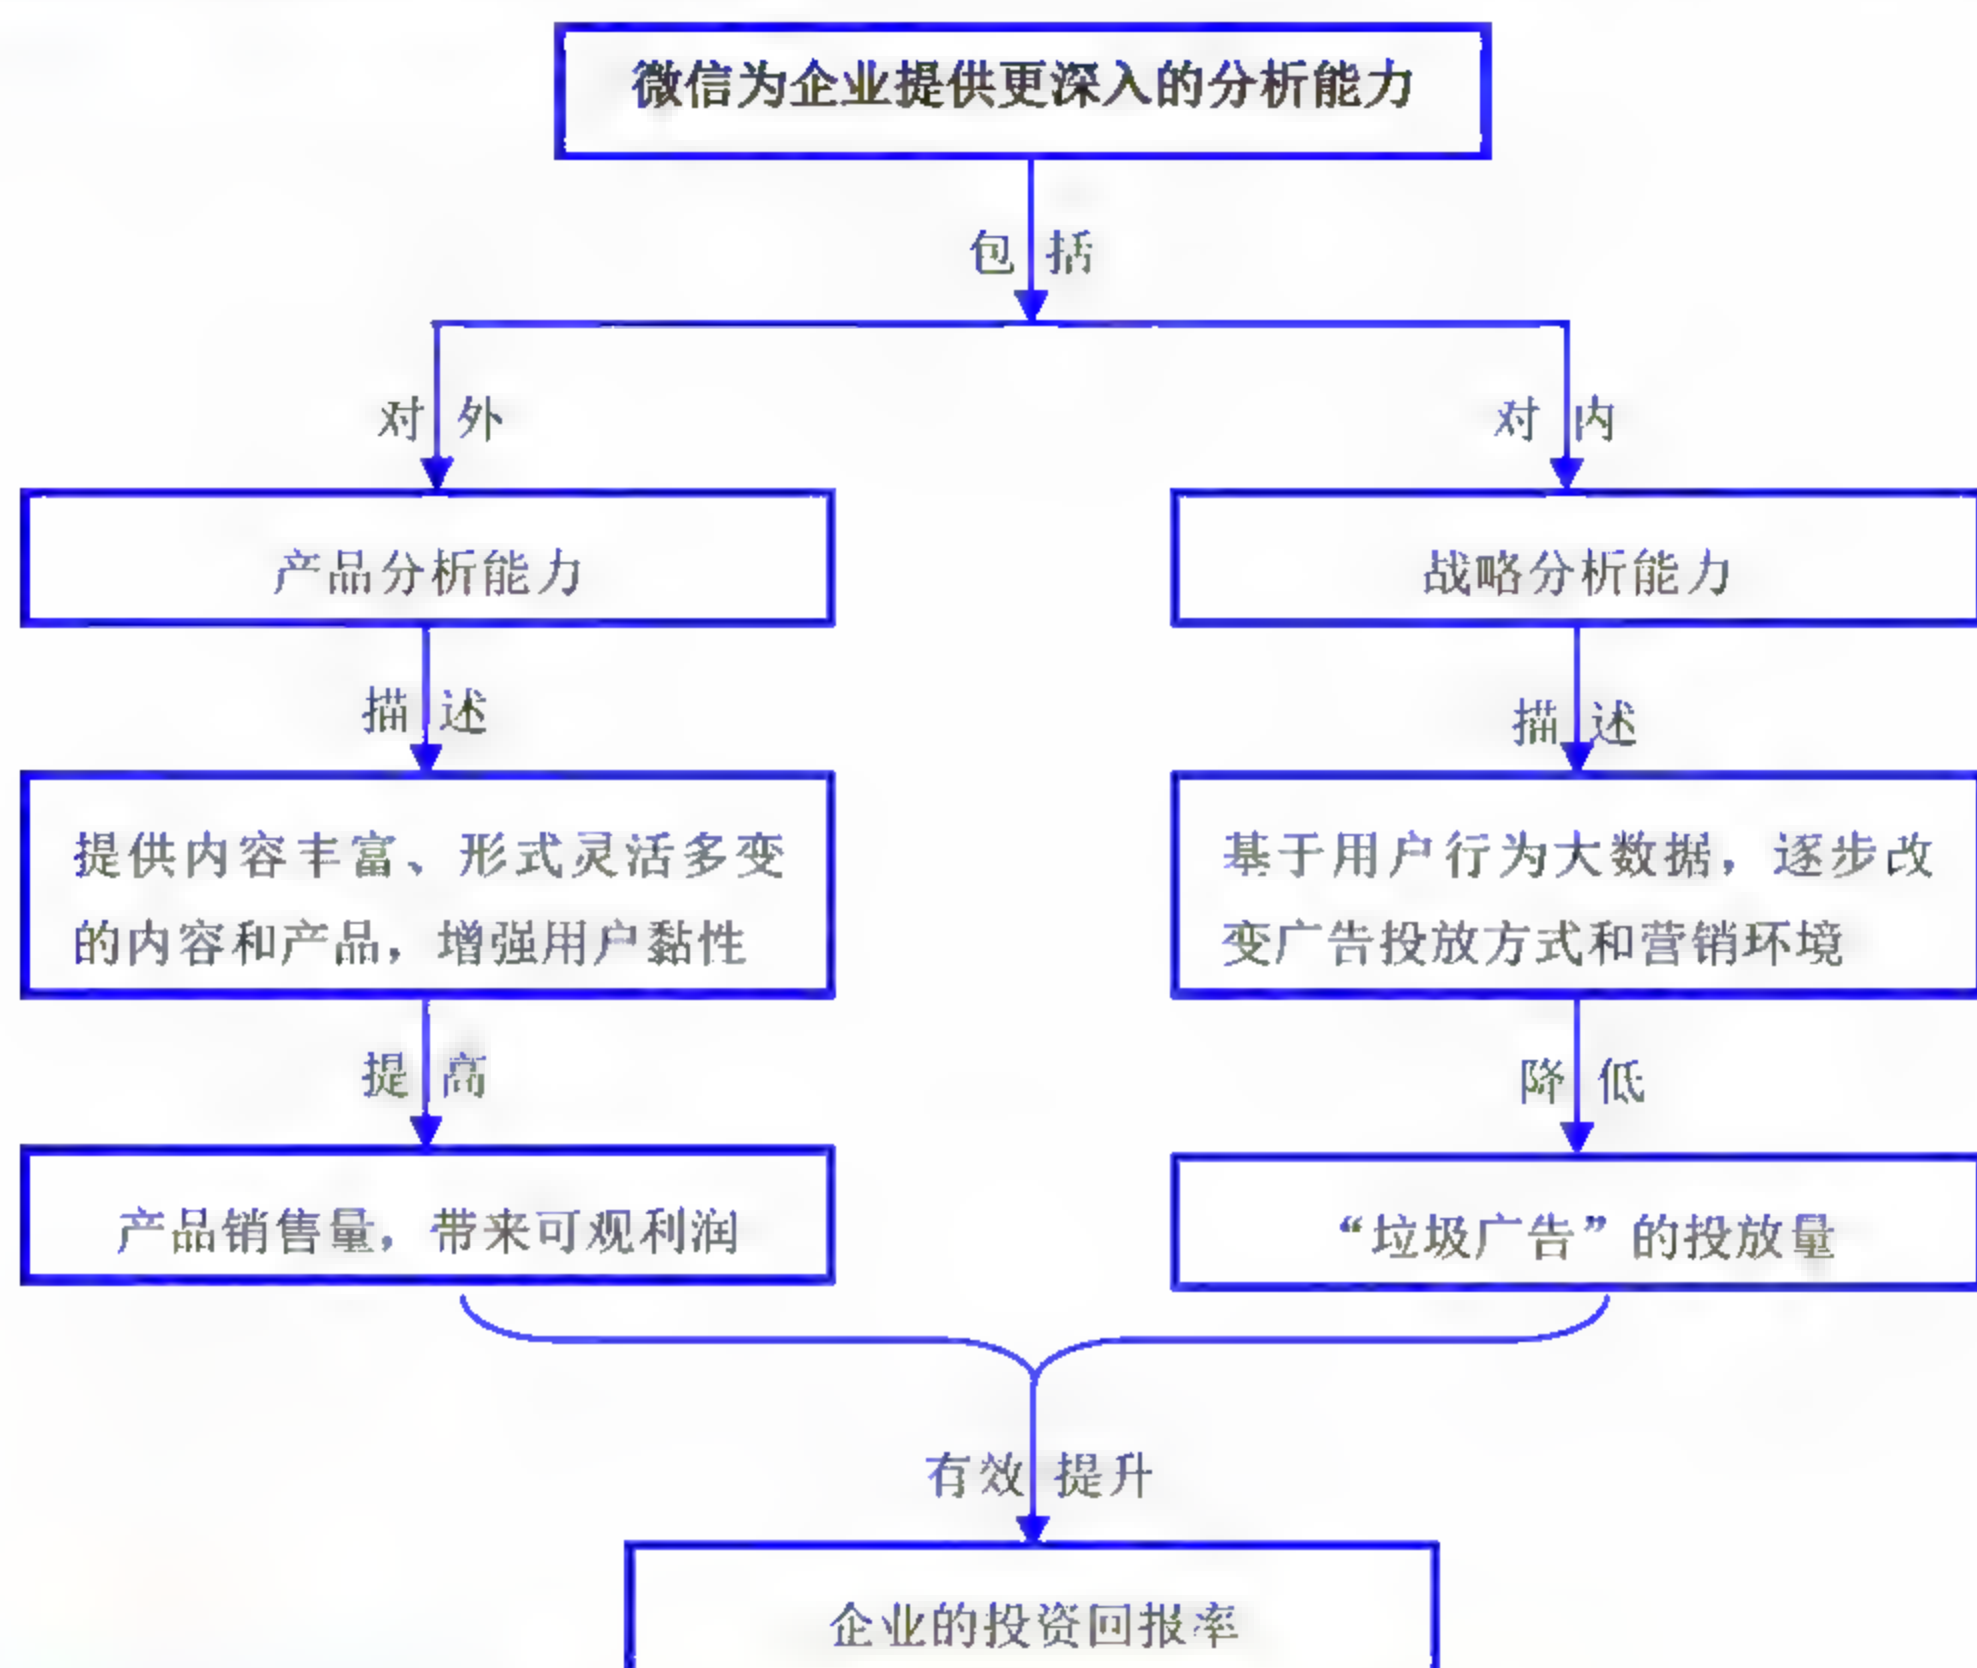 微信为企业提供更深入的分析能力
包括
对外
对内
产品分析能力
战略分析能力
描述
描述
提供内容丰富、形式灵活多变
的内容和产品，增强用户黏性
基于用户行为大数据，逐步改
变广告投放方式和营销环境
提高
降低
产品销售量，带来可观利润
“垃圾广告”的投放量
有效提升
企业的投资回报率